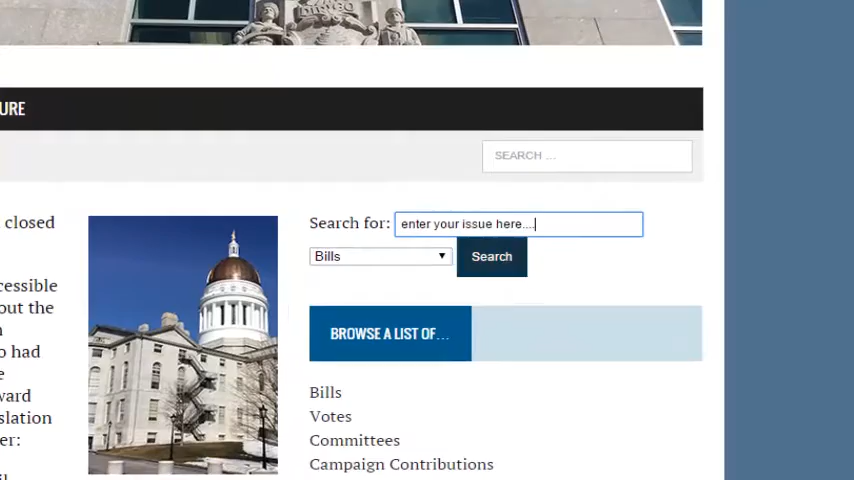 DIRIGO
URE
SEARCH ...
closed
cessible
out the
n
o had
e
ward
slation
er:
Search for: enter your issue here....
Bills Search
BROWSE A LIST OF...
Bills
Votes
Committees
Campaign Contributions